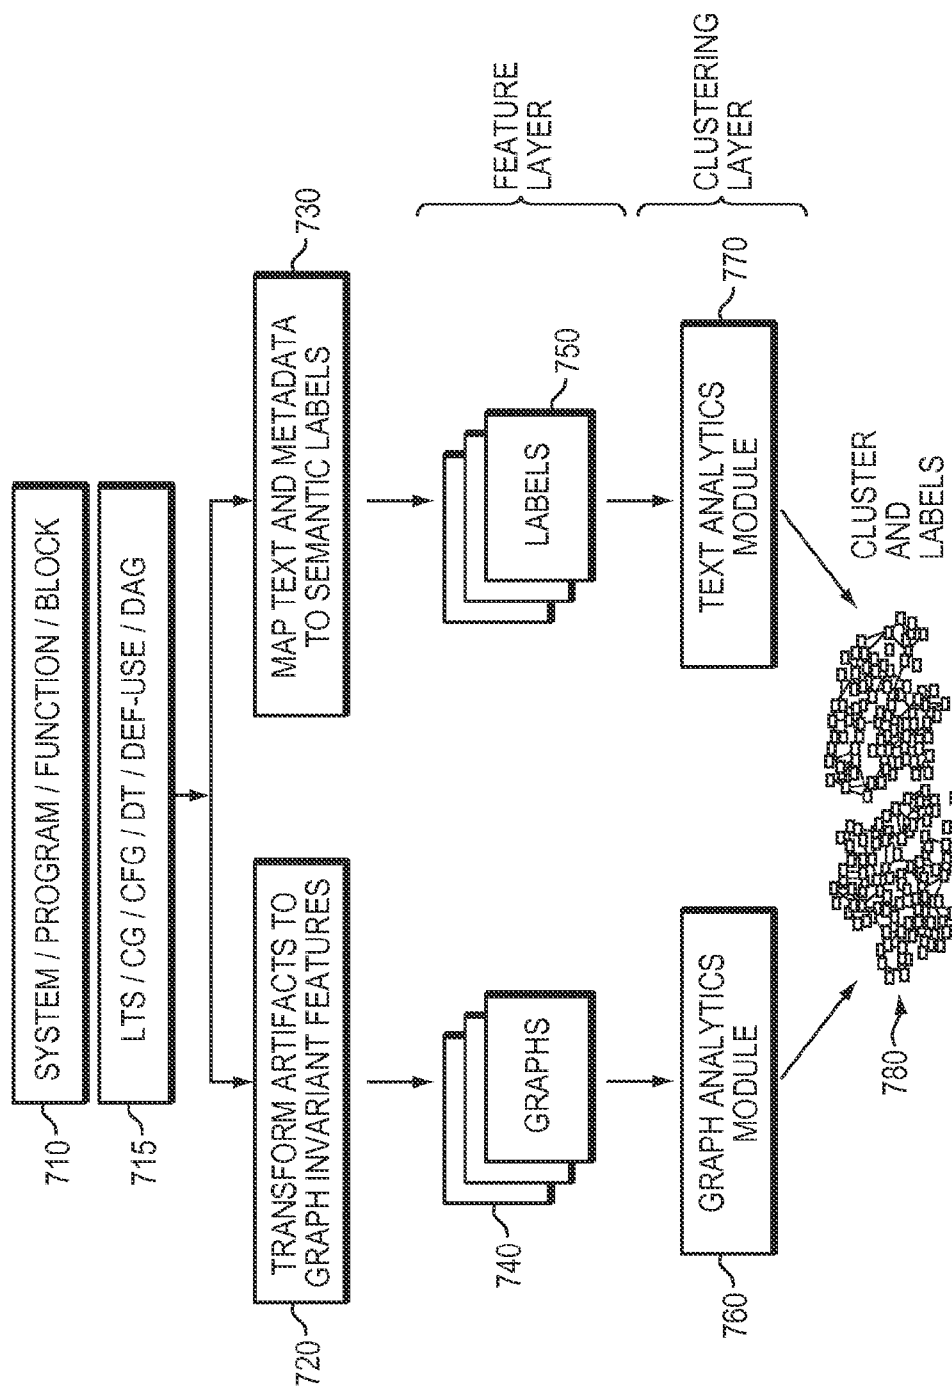 710
SYSTEM / PROGRAM / FUNCTION / BLOCK
715
LTS / CG / CFG / DT / DEF-USE / DAG
720
TRANSFORM ARTIFACTS TO
GRAPH INVARIANT FEATURES
730
MAP TEXT AND METADATA
TO SEMANTIC LABELS
740
GRAPHS
750
LABELS
FEATURE
LAYER
760
GRAPH ANALYTICS
MODULE
770
TEXT ANALYTICS
MODULE
CLUSTERING
LAYER
780
CLUSTER
AND
LABELS